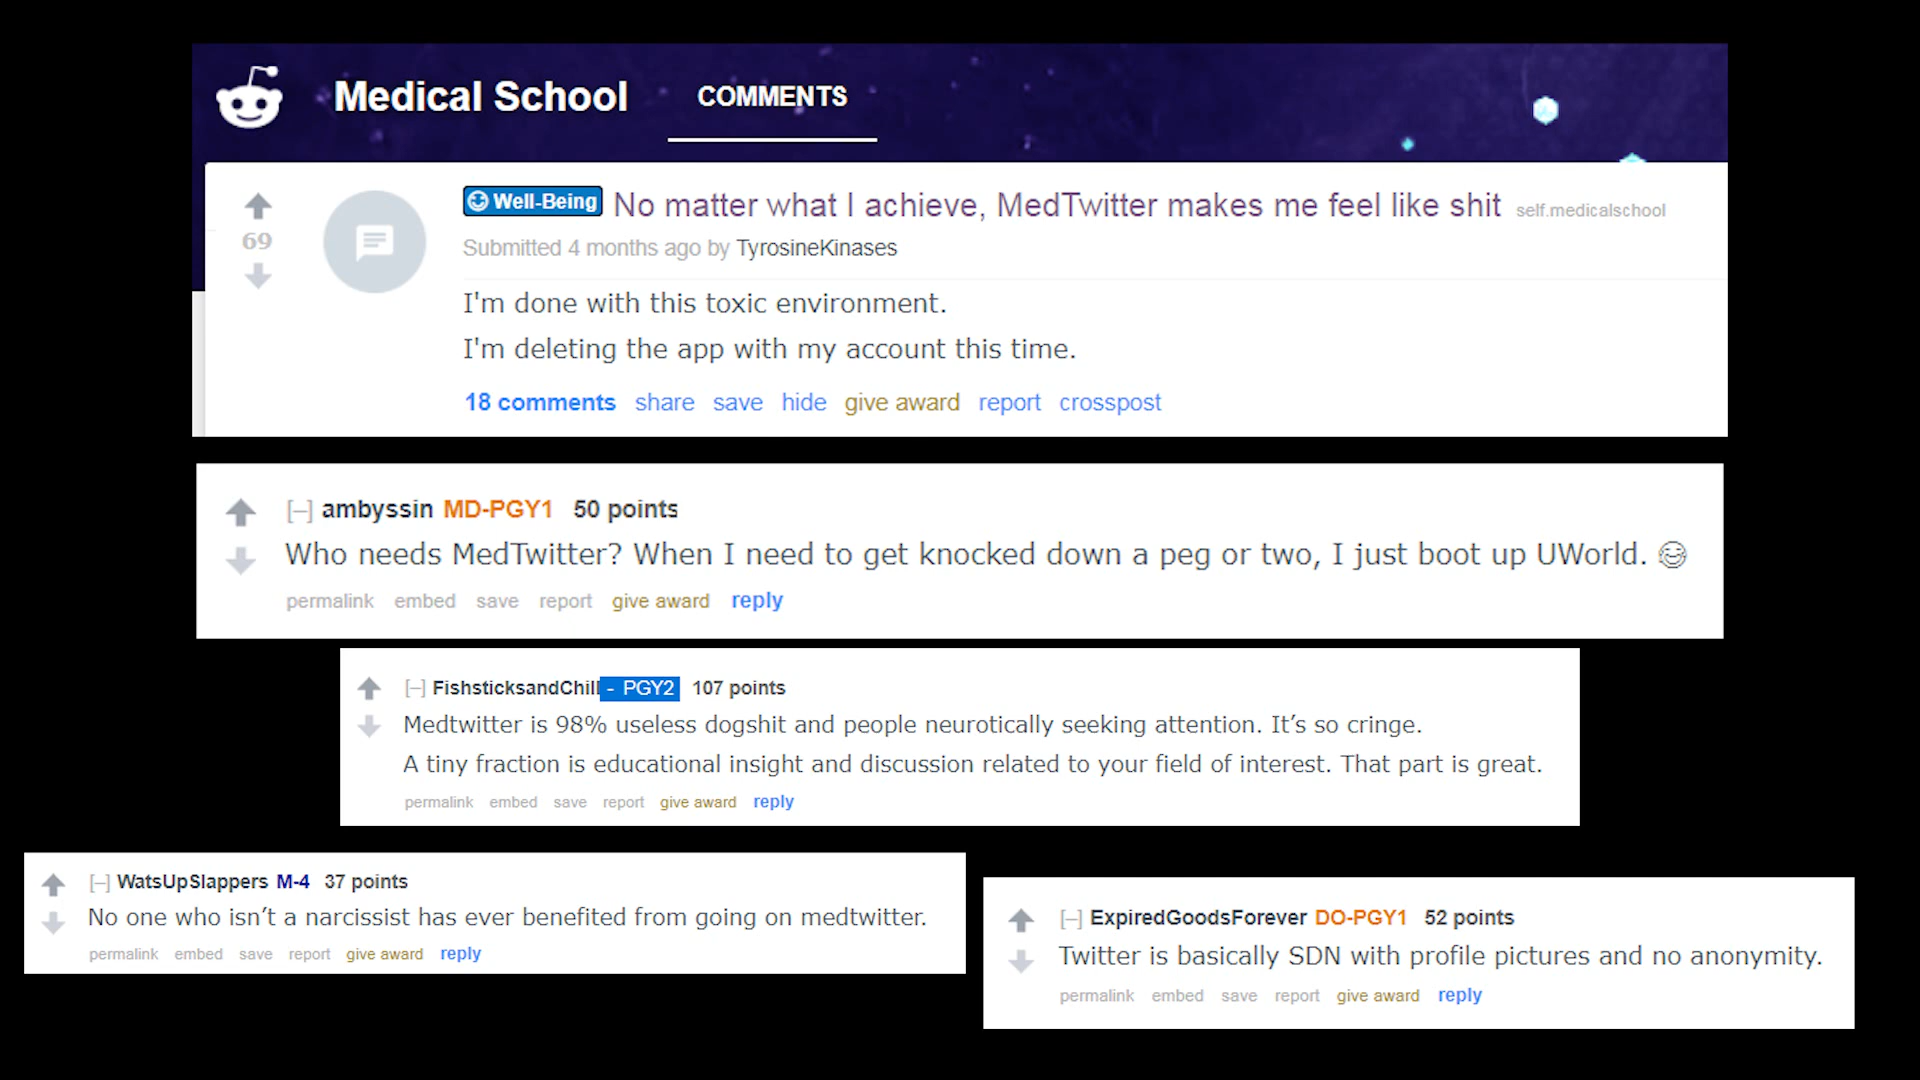 Medical School COMMENTS
Well-Being No matter what I achieve, MedTwitter makes me feel like shit self.medicalschool
69
Submitted 4 months ago by TyrosineKinases
I'm done with this toxic environment.
I'm deleting the app with my account this time.
18 comments share save hide give award report crosspost
[–] ambyssin MD-PGY1 50 points
Who needs MedTwitter? When I need to get knocked down a peg or two, I just boot up UWorld. 😂
permalink embed save report give award reply
[–] FishsticksandChill - PGY2 107 points
Medtwitter is 98% useless dogshit and people neurotically seeking attention. It’s so cringe.
A tiny fraction is educational insight and discussion related to your field of interest. That part is great.
permalink embed save report give award reply
[–] WatsUpSlappers M-4 37 points
No one who isn’t a narcissist has ever benefited from going on medtwitter.
permalink embed save report give award reply
[–] ExpiredGoodsForever DO-PGY1 52 points
Twitter is basically SDN with profile pictures and no anonymity.
permalink embed save report give award reply